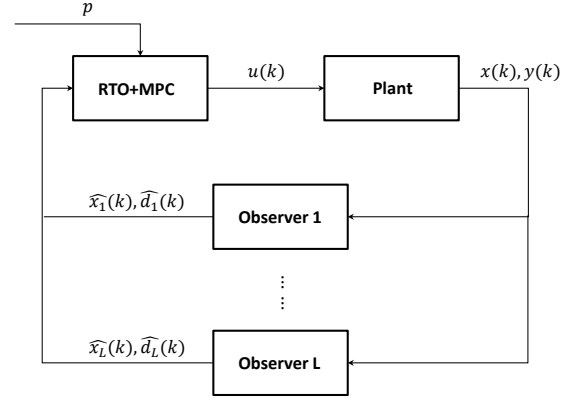 p
RTO+MPC
u(k)
Plant
x(k), y(k)
x̂₁(k), d̂₁(k)
Observer 1
⋮
⋮
x̂_L(k), d̂_L(k)
Observer L